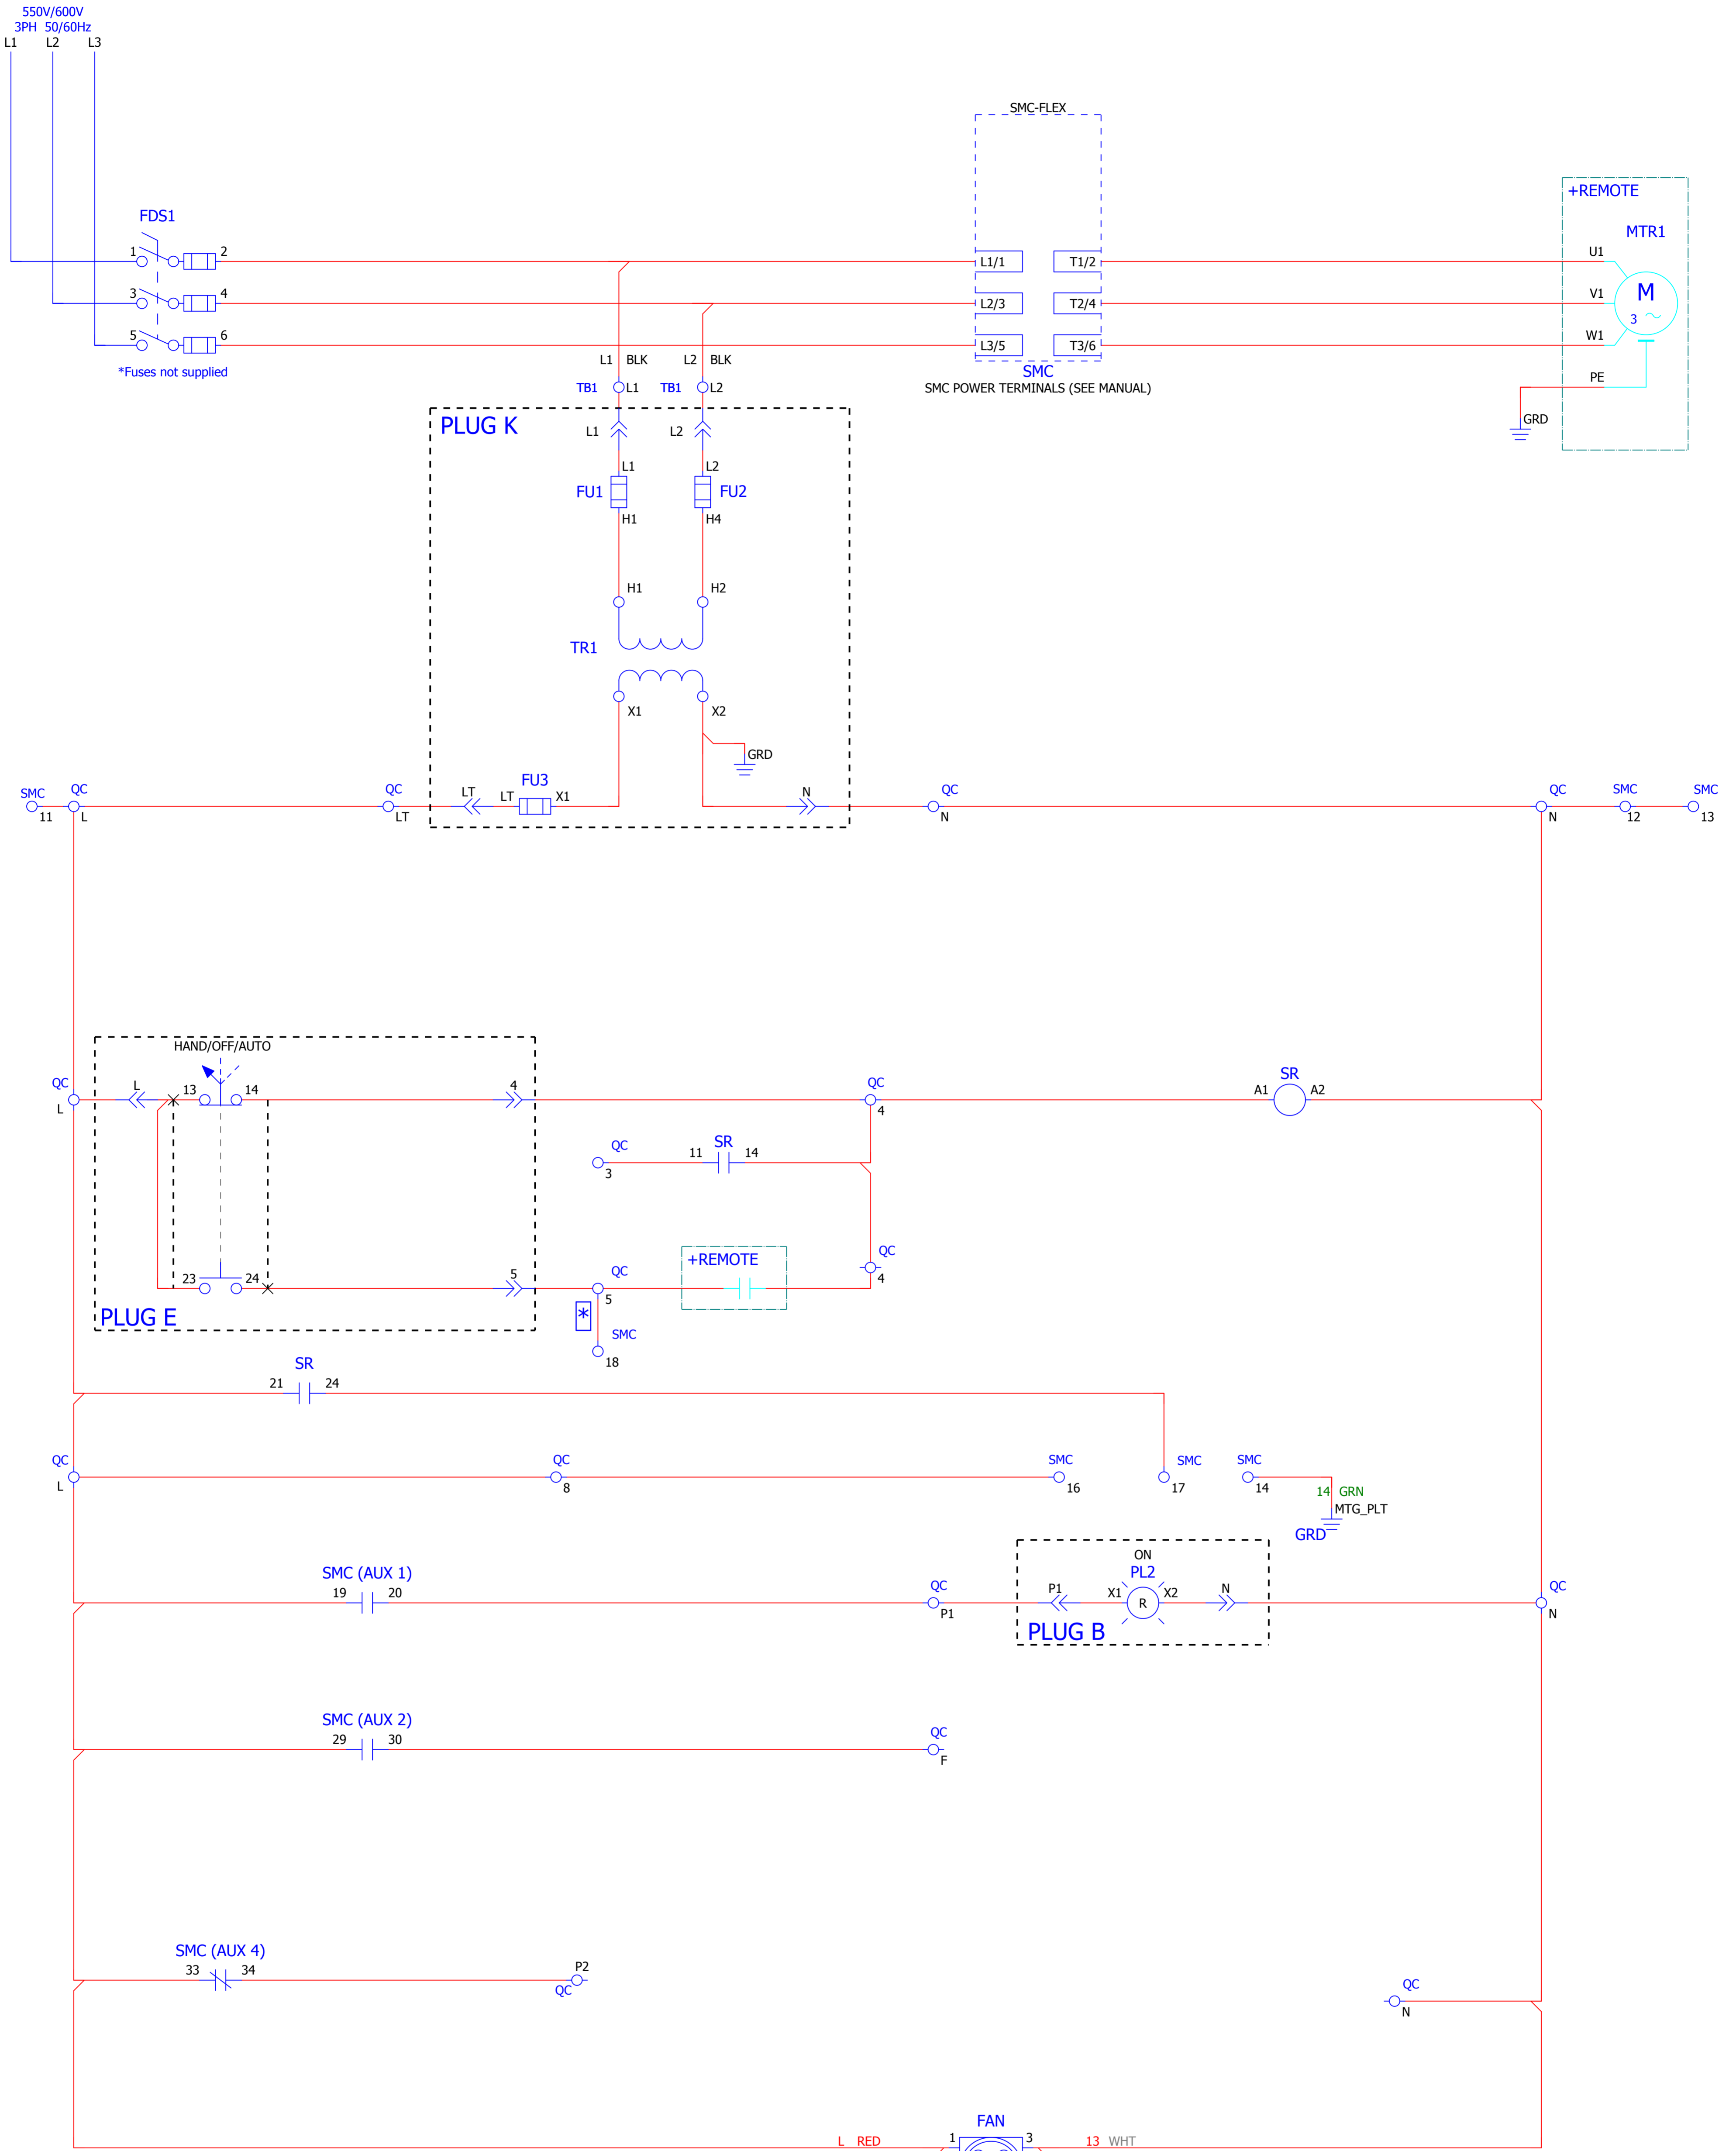 550V/600V
3PH 50/60Hz
L1 L2 L3
SMC-FLEX
+REMOTE
MTR1
FDS1
1 2
L1/1 T1/2
U1
3 4
L2/3 T2/4
V1
M
3
5 6
L3/5 T3/6
W1
*Fuses not supplied
L1 BLK L2 BLK
SMC
SMC POWER TERMINALS (SEE MANUAL)
PE
GRD
TB1 L1 TB1 L2
PLUG K
L1 L2
L1 L2
FU1 FU2
H1 H4
H1 H2
TR1
X1 X2
GRD
SMC QC QC FU3 QC QC SMC SMC
LT LT X1 N
11 L LT N N 12 13
HAND/OFF/AUTO
QC L 13 14 4 QC SR
L 4 A1 A2
QC SR
3 11 14
+REMOTE QC
4
23 24 5 QC
5
PLUG E
*
SMC
18
SR
21 24
QC QC SMC SMC SMC
L 8 16 17 14
14 GRN
MTG_PLT
GRD
ON
SMC (AUX 1) PL2
19 20 QC P1 X1 R X2 N QC
P1 N
PLUG B
SMC (AUX 2)
29 30 QC
F
SMC (AUX 4)
33 34 P2
QC
QC
N
FAN
L RED 1 3 13 WHT